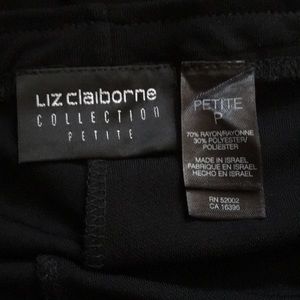 LIZ claiborne
COLLECTION
PETITE
PETITE
P
70% RAYON/RAYONNE
30% POLYESTER/
POLIESTER
MADE IN ISRAEL
FABRIQUE EN ISRAEL
HECHO EN ISRAEL
RN 52002
CA 16396